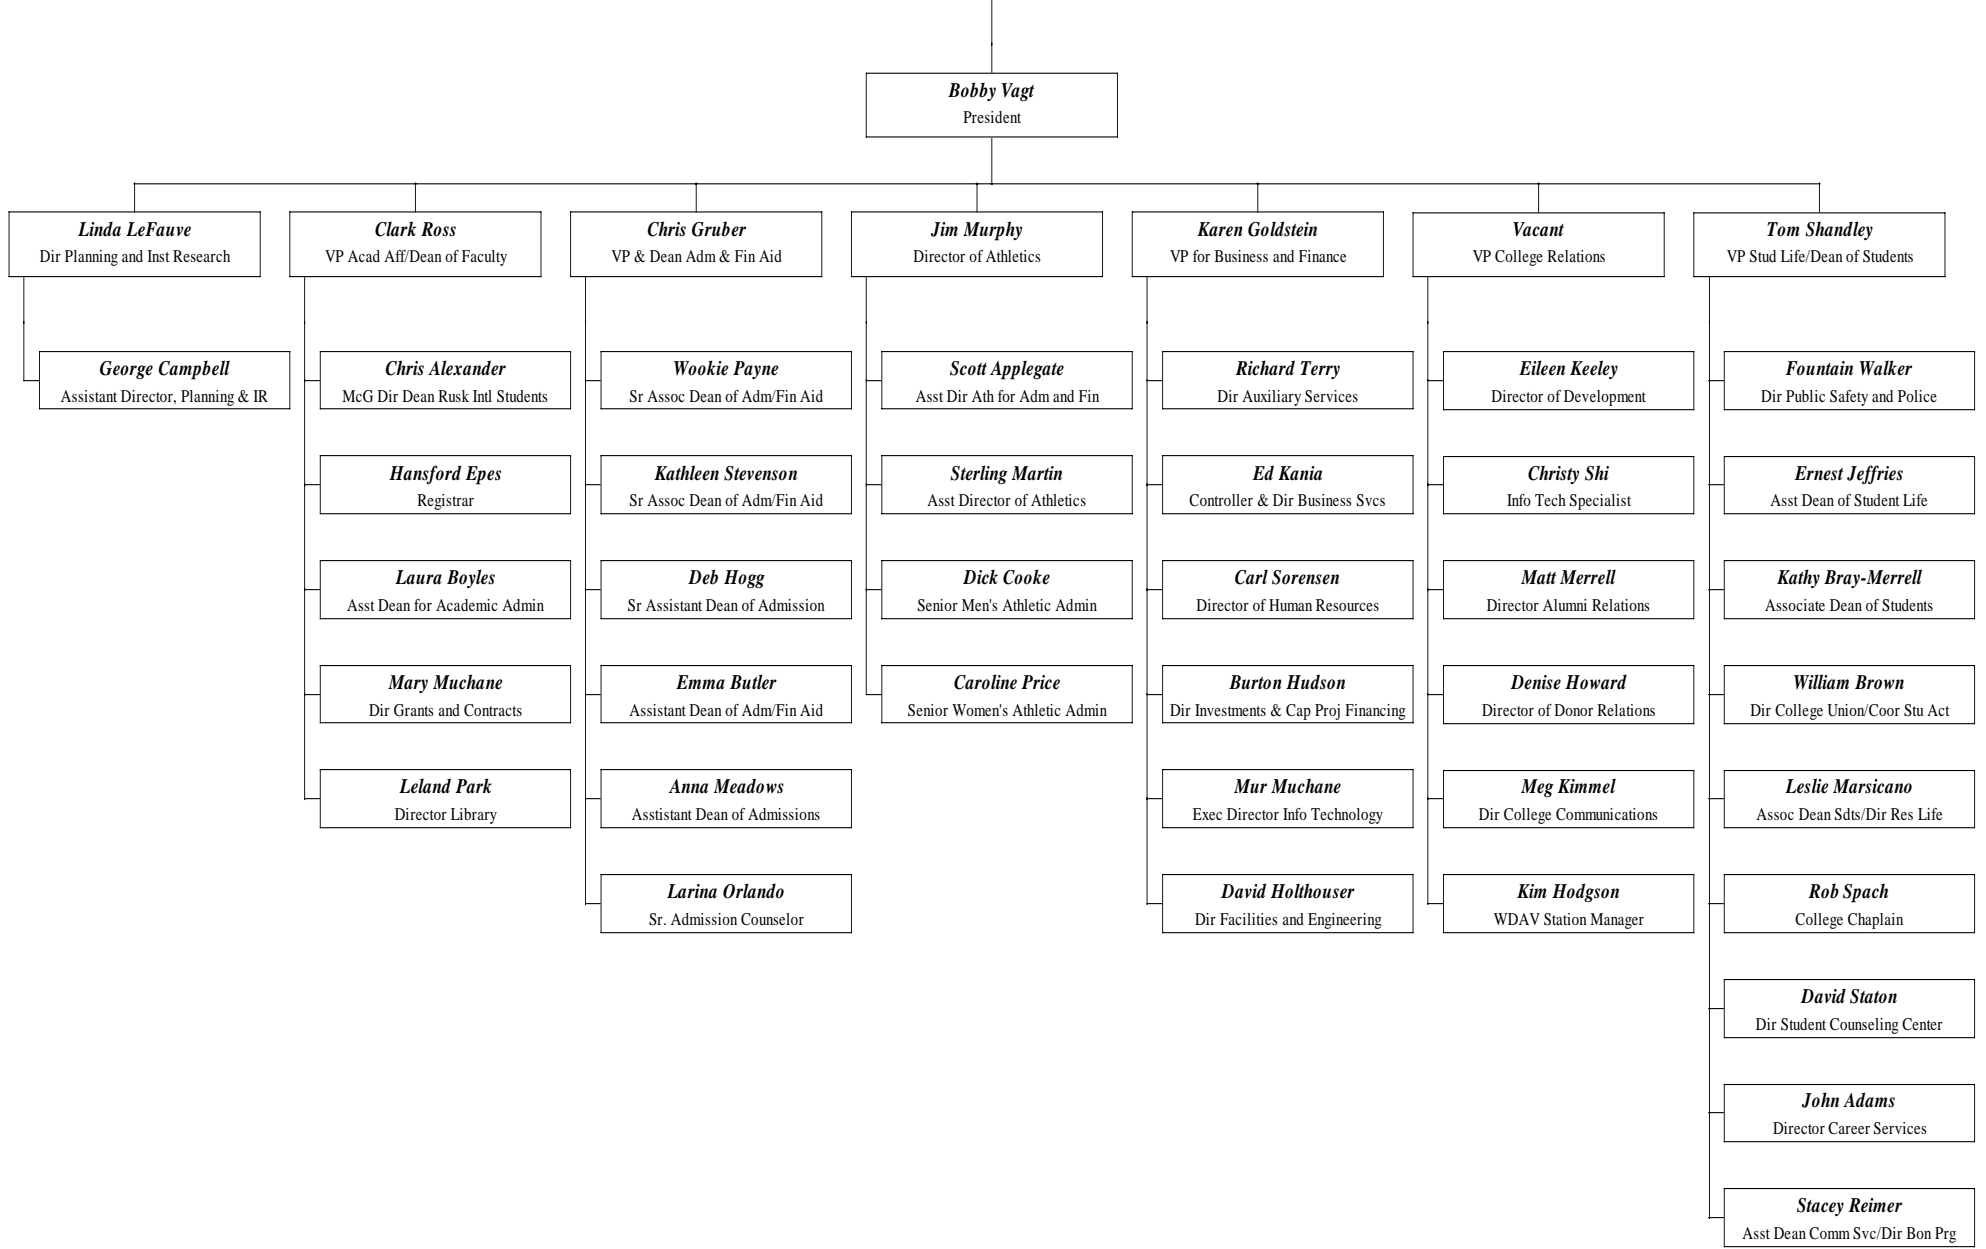 Bobby Vagt
President
Linda LeFauve
Dir Planning and Inst Research
George Campbell
Assistant Director, Planning & IR
Clark Ross
VP Acad Aff/Dean of Faculty
Chris Alexander
McG Dir Dean Rusk Intl Students
Hansford Epes
Registrar
Laura Boyles
Asst Dean for Academic Admin
Mary Muchane
Dir Grants and Contracts
Leland Park
Director Library
Chris Gruber
VP & Dean Adm & Fin Aid
Wookie Payne
Sr Assoc Dean of Adm/Fin Aid
Kathleen Stevenson
Sr Assoc Dean of Adm/Fin Aid
Deb Hogg
Sr Assistant Dean of Admission
Emma Butler
Assistant Dean of Adm/Fin Aid
Anna Meadows
Asstistant Dean of Admissions
Larina Orlando
Sr. Admission Counselor
Jim Murphy
Director of Athletics
Scott Applegate
Asst Dir Ath for Adm and Fin
Sterling Martin
Asst Director of Athletics
Dick Cooke
Senior Men's Athletic Admin
Caroline Price
Senior Women's Athletic Admin
Karen Goldstein
VP for Business and Finance
Richard Terry
Dir Auxiliary Services
Ed Kania
Controller & Dir Business Svcs
Carl Sorensen
Director of Human Resources
Burton Hudson
Dir Investments & Cap Proj Financing
Mur Muchane
Exec Director Info Technology
David Holthouser
Dir Facilities and Engineering
Vacant
VP College Relations
Eileen Keeley
Director of Development
Christy Shi
Info Tech Specialist
Matt Merrell
Director Alumni Relations
Denise Howard
Director of Donor Relations
Meg Kimmel
Dir College Communications
Kim Hodgson
WDAV Station Manager
Tom Shandley
VP Stud Life/Dean of Students
Fountain Walker
Dir Public Safety and Police
Ernest Jeffries
Asst Dean of Student Life
Kathy Bray-Merrell
Associate Dean of Students
William Brown
Dir College Union/Coor Stu Act
Leslie Marsicano
Assoc Dean Sdts/Dir Res Life
Rob Spach
College Chaplain
David Staton
Dir Student Counseling Center
John Adams
Director Career Services
Stacey Reimer
Asst Dean Comm Svc/Dir Bon Prg